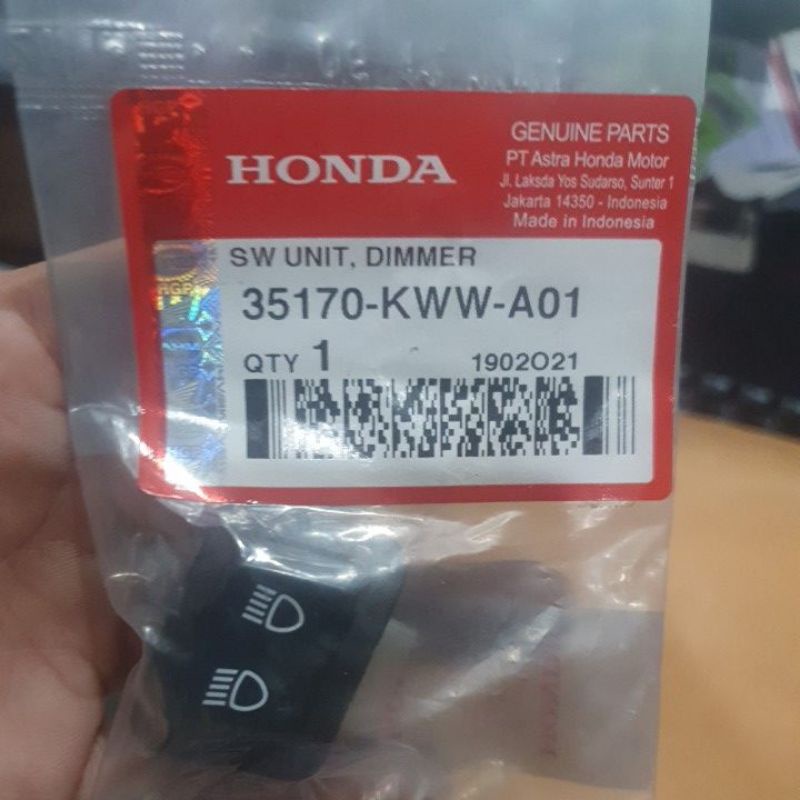 GENUINE PARTS
HONDA
PT Astra Honda Motor
Jl. Laksda Yos Sudarso, Sunter 1
Jakarta 14350 - Indonesia
Made in Indonesia
SW UNIT, DIMMER
35170-KWW-A01
QTY 1
1902O21
HGP